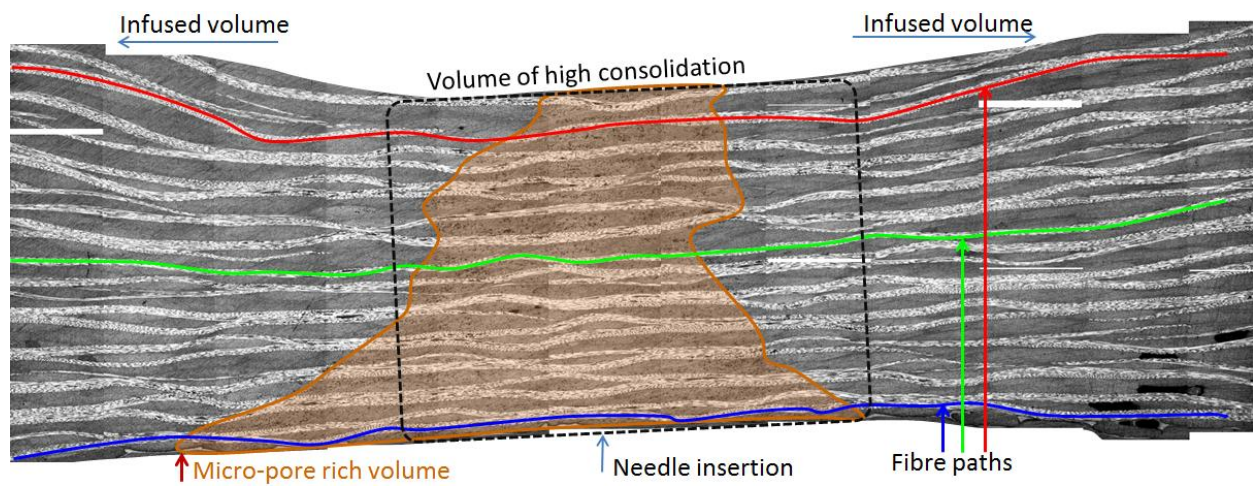 Infused volume
Infused volume
Volume of high consolidation
Micro-pore rich volume
Needle insertion
Fibre paths